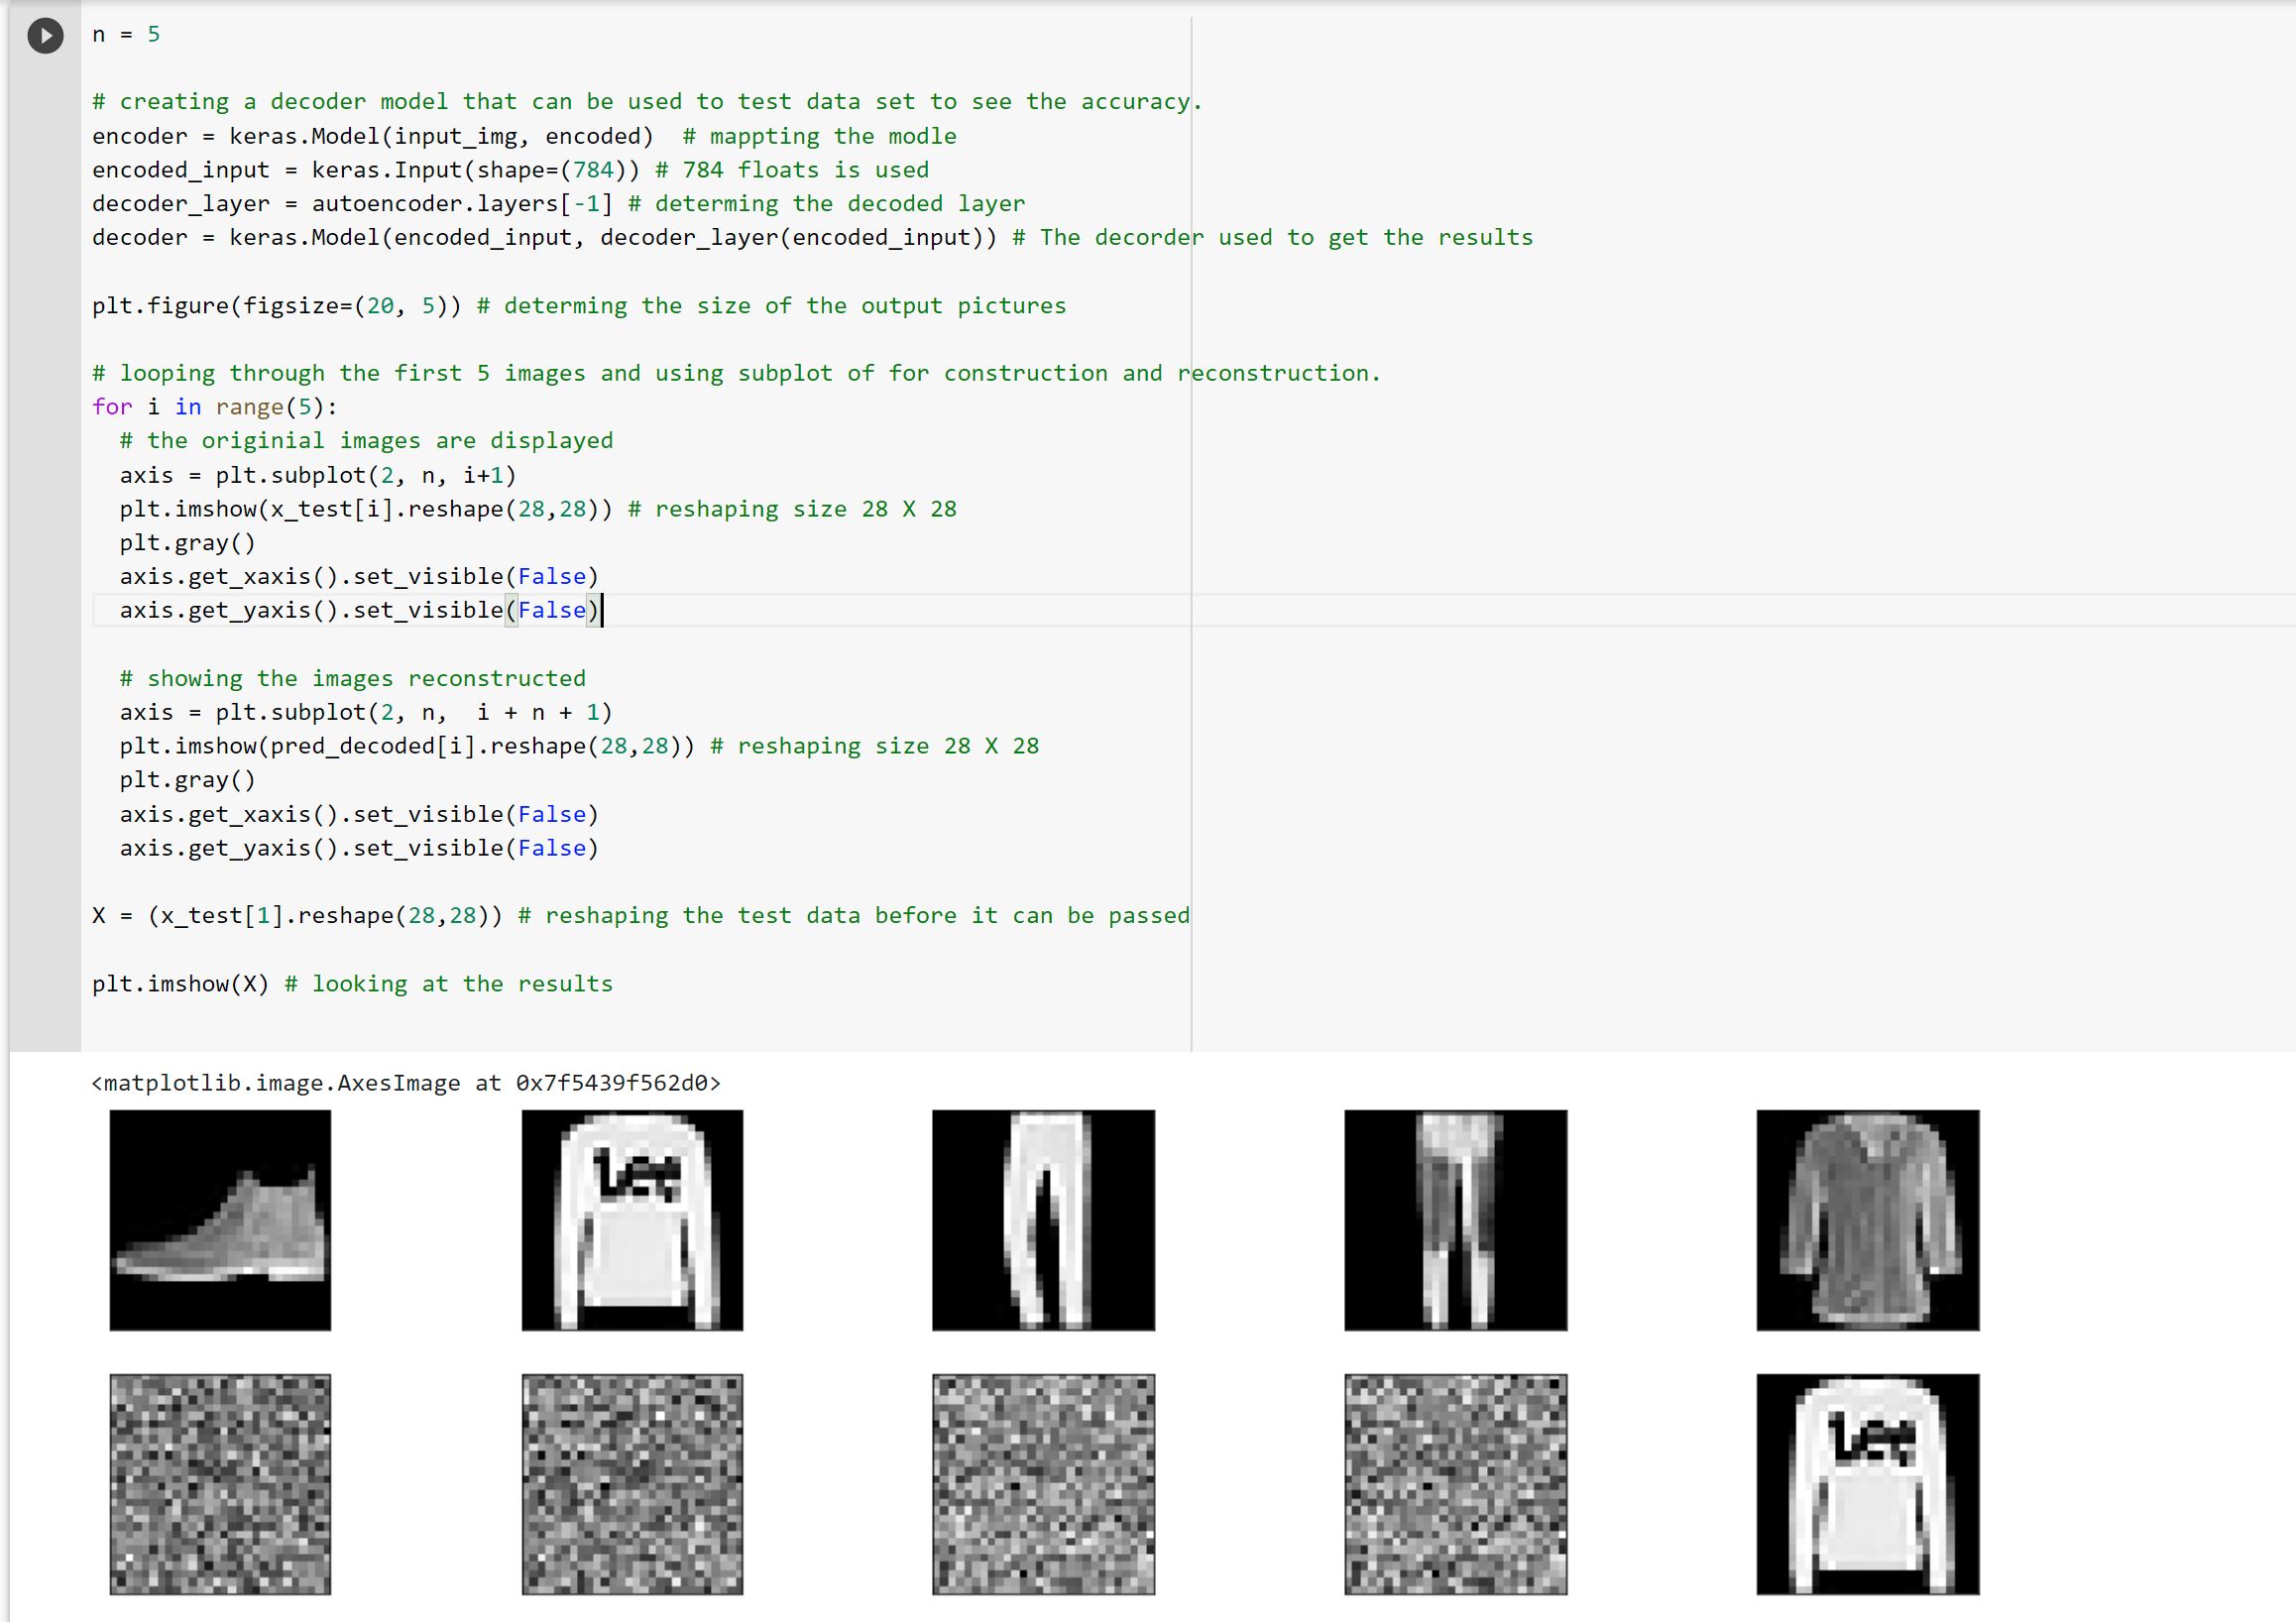 n = 5
# creating a decoder model that can be used to test data set to see the accuracy.
encoder = keras.Model(input_img, encoded)  # mappting the modle
encoded_input = keras.Input(shape=(784)) # 784 floats is used
decoder_layer = autoencoder.layers[-1] # determing the decoded layer
decoder = keras.Model(encoded_input, decoder_layer(encoded_input)) # The decorder used to get the results
plt.figure(figsize=(20, 5)) # determing the size of the output pictures
# looping through the first 5 images and using subplot of for construction and reconstruction.
for i in range(5):
  # the originial images are displayed
  axis = plt.subplot(2, n, i+1)
  plt.imshow(x_test[i].reshape(28,28)) # reshaping size 28 X 28
  plt.gray()
  axis.get_xaxis().set_visible(False)
  axis.get_yaxis().set_visible(False)
  # showing the images reconstructed
  axis = plt.subplot(2, n,  i + n + 1)
  plt.imshow(pred_decoded[i].reshape(28,28)) # reshaping size 28 X 28
  plt.gray()
  axis.get_xaxis().set_visible(False)
  axis.get_yaxis().set_visible(False)
X = (x_test[1].reshape(28,28)) # reshaping the test data before it can be passed
plt.imshow(X) # looking at the results
<matplotlib.image.AxesImage at 0x7f5439f562d0>